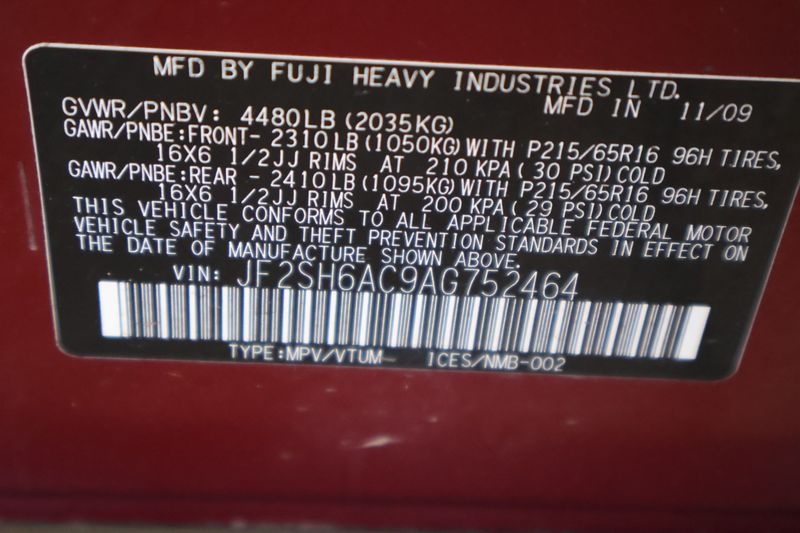 MFD BY FUJI HEAVY INDUSTRIES LTD.
MFD IN 11/09
GVWR/PNBV: 4480LB(2035KG)
GAWR/PNBE:FRONT- 2310LB(1050KG)WITH P215/65R16 96H TIRES,
16X6 1/2JJ RIMS AT 210 KPA( 30 PSI)COLD
GAWR/PNBE:REAR - 2410LB(1095KG)WITH P215/65R16 96H TIRES,
16X6 1/2JJ RIMS AT 200 KPA( 29 PSI)COLD
THIS VEHICLE CONFORMS TO ALL APPLICABLE FEDERAL MOTOR
VEHICLE SAFETY AND THEFT PREVENTION STANDARDS IN EFFECT ON
THE DATE OF MANUFACTURE SHOWN ABOVE.
VIN: JF2SH6AC9AG752464
TYPE:MPV/VTUM- ICES/NMB-002